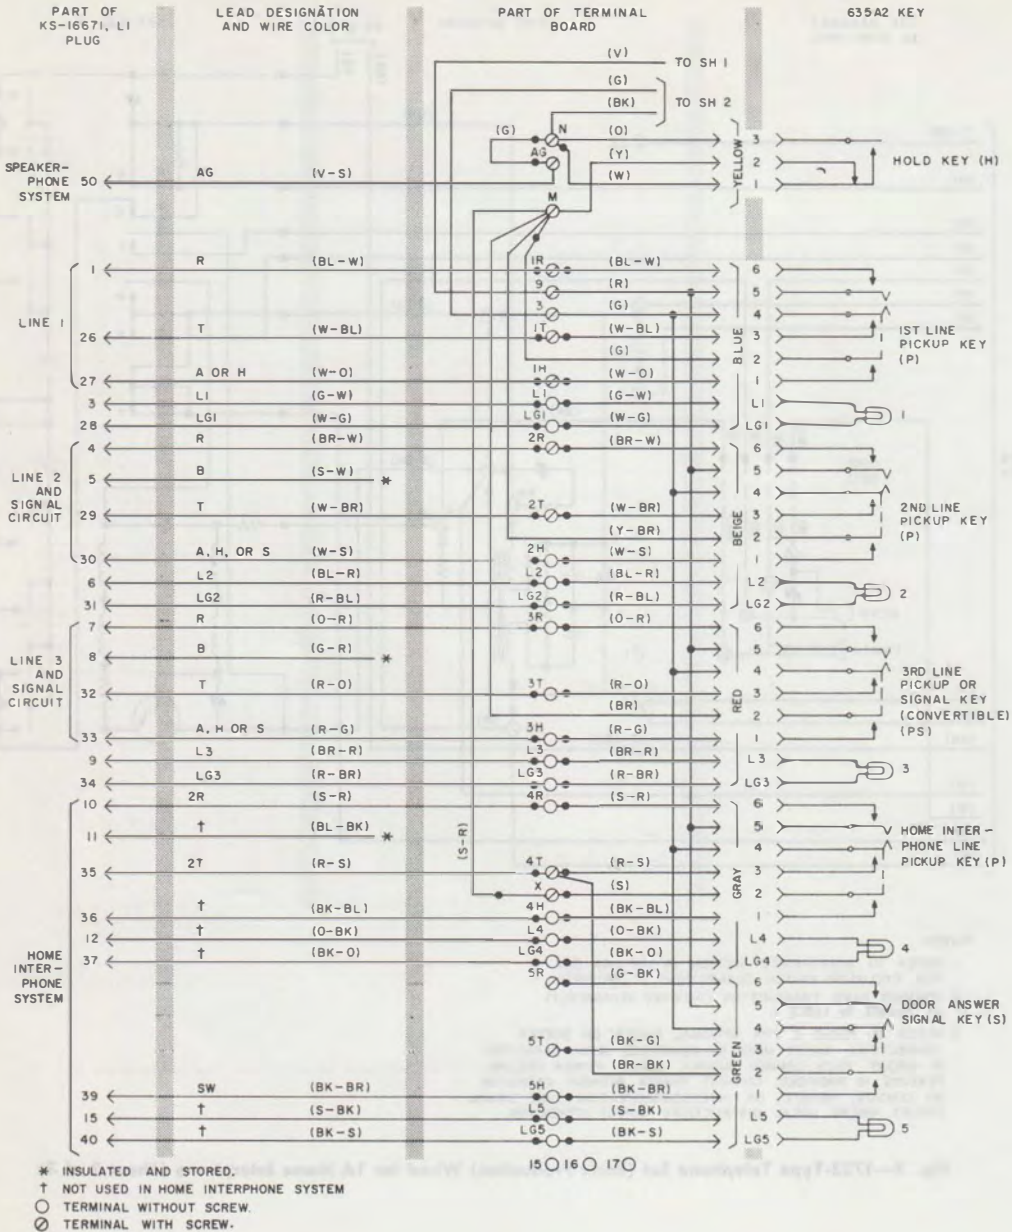 PART OF
KS-16671, L1
PLUG
LEAD DESIGNATION
AND WIRE COLOR
PART OF TERMINAL
BOARD
635A2 KEY
(V) TO SH 1
(G)
(BK) TO SH 2
(G) N (O) 3
AG (Y) 2
(W) 1
YELLOW
HOLD KEY (H)
SPEAKER-
PHONE
SYSTEM
50 AG (V-S)
M
LINE 1
1 R (BL-W) 1R (BL-W) 6
9 (R) 5
3 (G) 4
26 T (W-BL) 1T (W-BL) 3
(G) 2
27 A OR H (W-O) 1H (W-O) 1
3 L1 (G-W) L1 (G-W) L1
28 LG1 (W-G) LG1 (W-G) LG1
BLUE
1ST LINE
PICKUP KEY
(P)
1
LINE 2
AND
SIGNAL
CIRCUIT
4 R (BR-W) 2R (BR-W) 6
5 B (S-W) * 5
4
29 T (W-BR) 2T (W-BR) 3
(Y-BR) 2
30 A, H, OR S (W-S) 2H (W-S) 1
6 L2 (BL-R) L2 (BL-R) L2
31 LG2 (R-BL) LG2 (R-BL) LG2
BEIGE
2ND LINE
PICKUP KEY
(P)
2
LINE 3
AND
SIGNAL
CIRCUIT
7 R (O-R) 3R (O-R) 6
8 B (G-R) * 5
4
32 T (R-O) 3T (R-O) 3
(BR) 2
33 A, H OR S (R-G) 3H (R-G) 1
9 L3 (BR-R) L3 (BR-R) L3
34 LG3 (R-BR) LG3 (R-BR) LG3
RED
3RD LINE
PICKUP OR
SIGNAL KEY
(CONVERTIBLE)
(PS)
3
HOME
INTER-
PHONE
SYSTEM
10 2R (S-R) 4R (S-R) 6
11 † (BL-BK) * 5
(S-R) 4
35 2T (R-S) 4T (R-S) 3
X (S) 2
36 † (BK-BL) 4H (BK-BL) 1
12 † (O-BK) L4 (O-BK) L4
37 † (BK-O) LG4 (BK-O) LG4
GRAY
HOME INTER-
PHONE LINE
PICKUP KEY (P)
4
5R (G-BK) 6
5
4
5T (BK-G) 3
(BR-BK) 2
39 SW (BK-BR) 5H (BK-BR) 1
15 † (S-BK) L5 (S-BK) L5
40 † (BK-S) LG5 (BK-S) LG5
GREEN
DOOR ANSWER
SIGNAL KEY (S)
5
15 16 17
* INSULATED AND STORED.
† NOT USED IN HOME INTERPHONE SYSTEM
TERMINAL WITHOUT SCREW.
TERMINAL WITH SCREW.